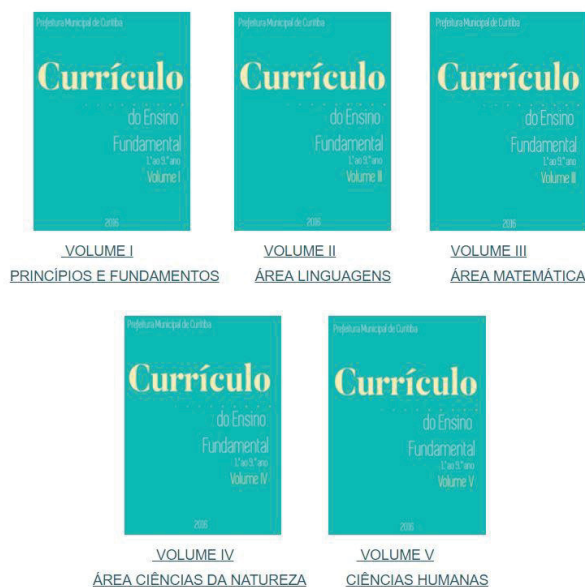 Prefeitura Municipal de Curitiba
Currículo
do Ensino
Fundamental
1.º ao 9.º ano
Volume I
2016
Prefeitura Municipal de Curitiba
Currículo
do Ensino
Fundamental
1.º ao 9.º ano
Volume II
2016
Prefeitura Municipal de Curitiba
Currículo
do Ensino
Fundamental
1.º ao 9.º ano
Volume III
2016
VOLUME I
PRINCÍPIOS E FUNDAMENTOS
VOLUME II
ÁREA LINGUAGENS
VOLUME III
ÁREA MATEMÁTICA
Prefeitura Municipal de Curitiba
Currículo
do Ensino
Fundamental
1.º ao 9.º ano
Volume IV
2016
Prefeitura Municipal de Curitiba
Currículo
do Ensino
Fundamental
1.º ao 9.º ano
Volume V
2016
VOLUME IV
ÁREA CIÊNCIAS DA NATUREZA
VOLUME V
CIÊNCIAS HUMANAS